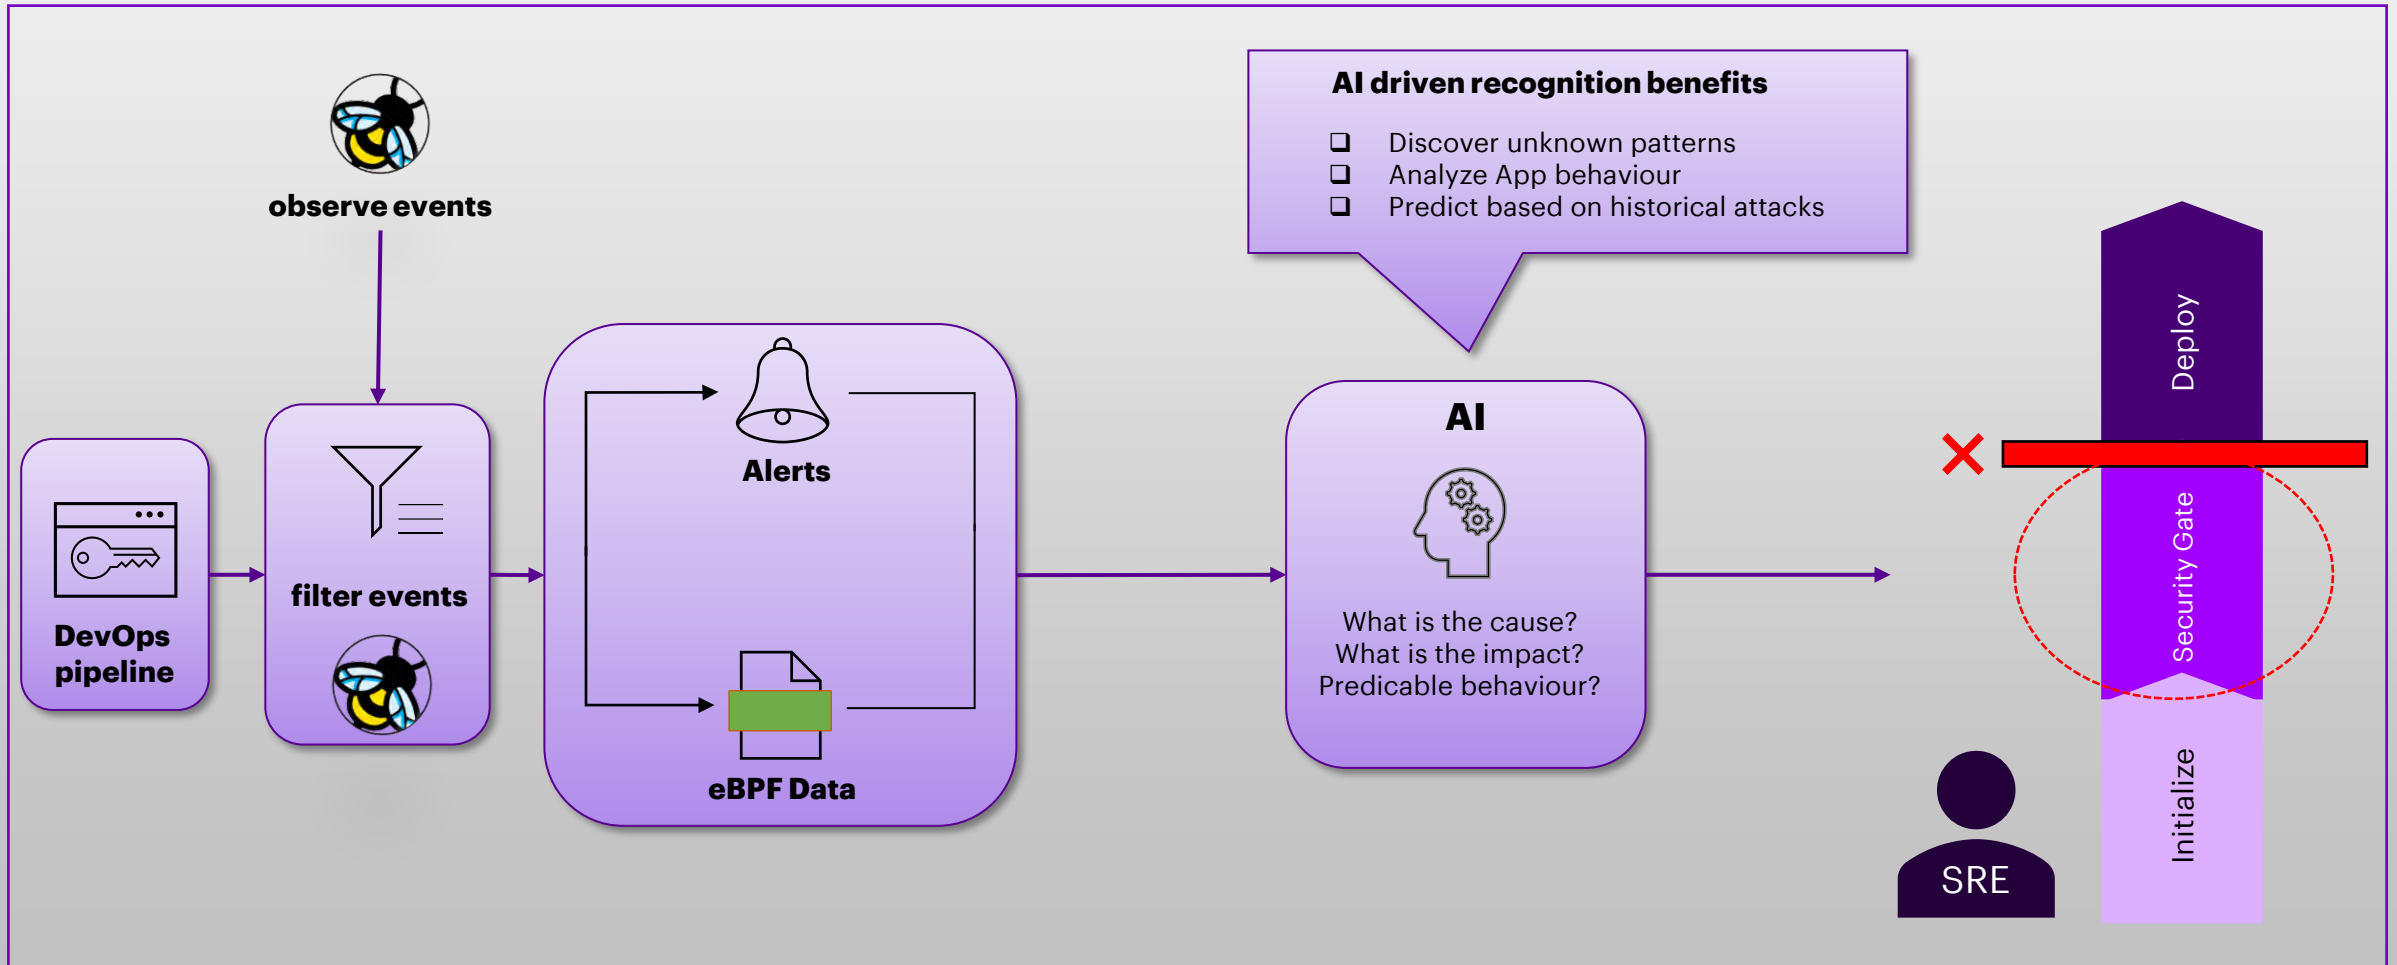 observe events
DevOps
pipeline
filter events
Alerts
eBPF Data
AI driven recognition benefits
Discover unknown patterns
Analyze App behaviour
Predict based on historical attacks
AI
What is the cause?
What is the impact?
Predicable behaviour?
Deploy
Security Gate
Initialize
SRE